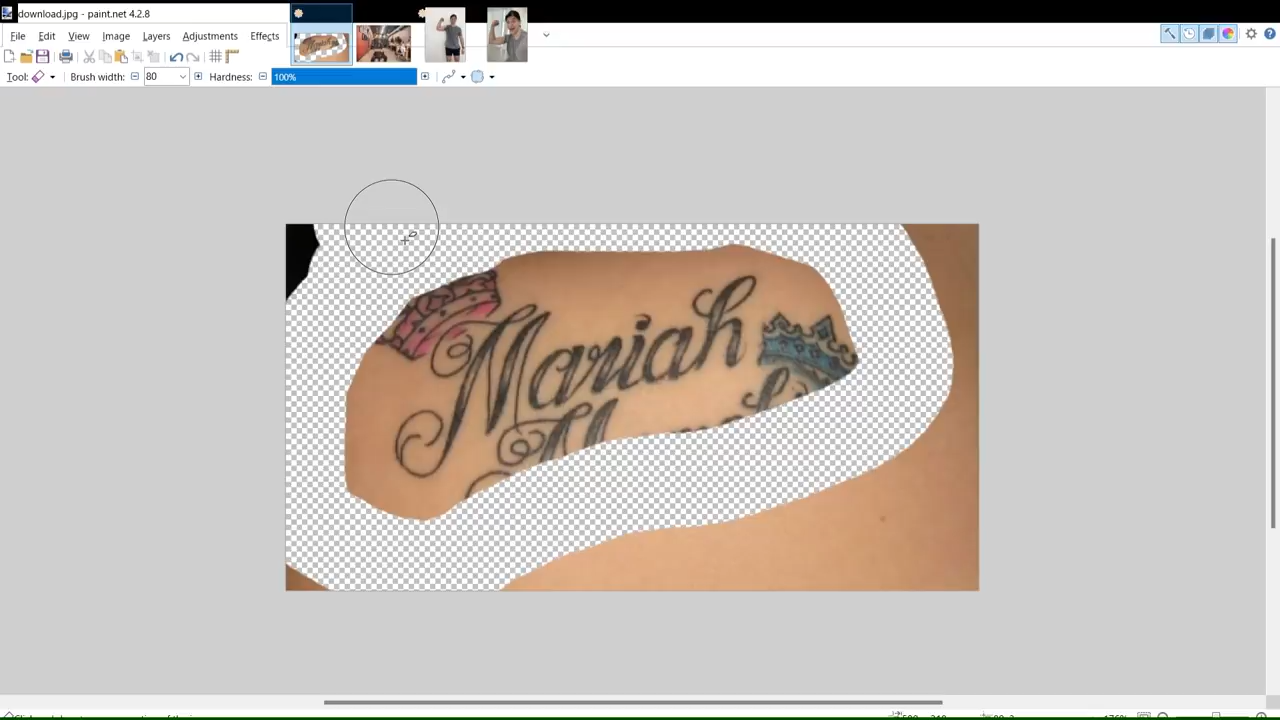 download.jpg - paint.net 4.2.8
File Edit View Image Layers Adjustments Effects
Tool: Brush width: 80 Hardness: 100%
Mariah